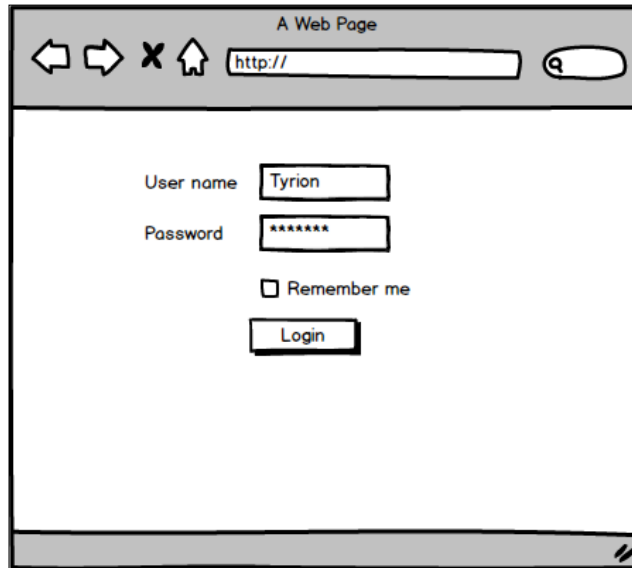 A Web Page
http://
User name Tyrion
Password *******
Remember me
Login